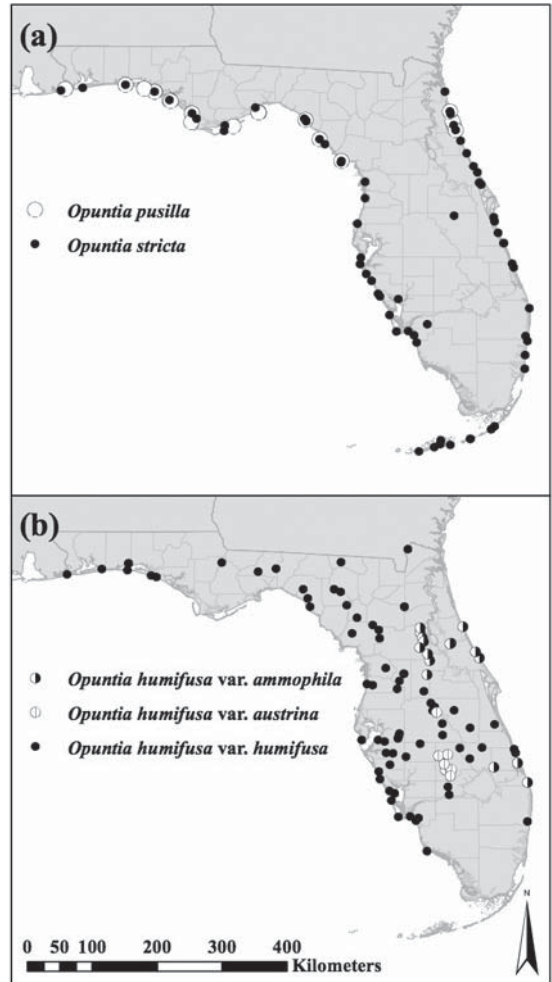 (a)
Opuntia pusilla
Opuntia stricta
(b)
Opuntia humifusa var. ammophila
Opuntia humifusa var. austrina
Opuntia humifusa var. humifusa
N
0 50 100 200 300 400
Kilometers